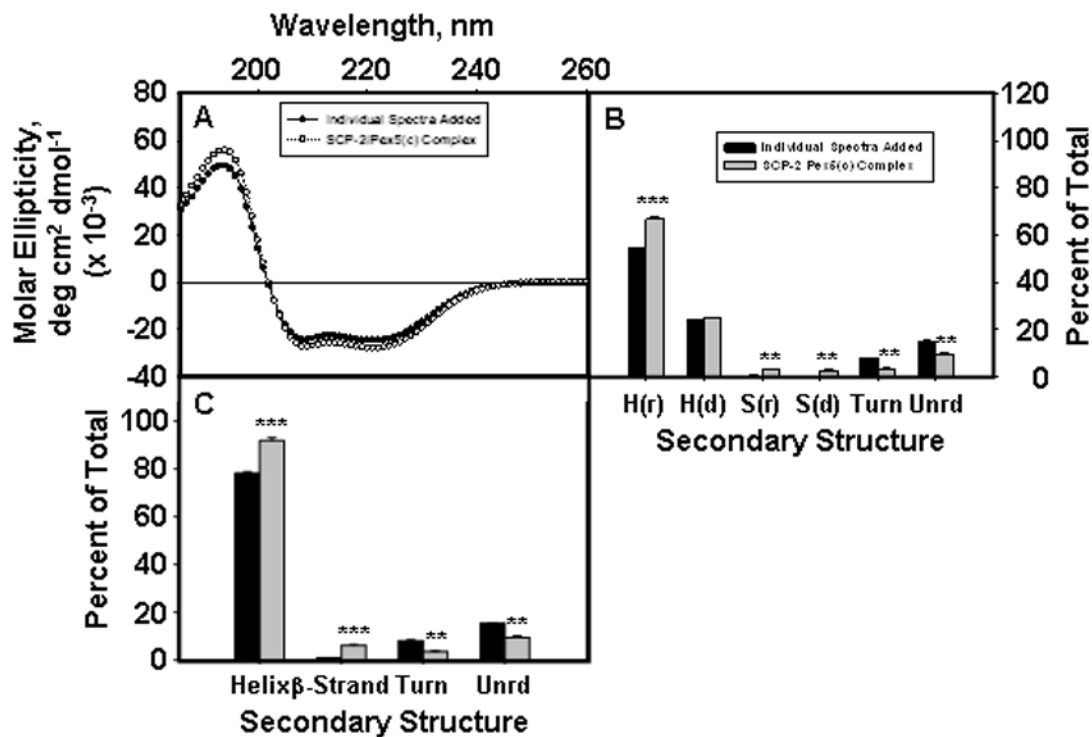 Wavelength, nm
200 220 240 260
Molar Ellipticity,
deg cm² dmol⁻¹
(x 10⁻³)
80
60
40
20
0
-20
-40
A
Individual Spectra Added
SCP-2/Pex5(c) Complex
B
Individual Spectra Added
SCP-2 Pex5(c) Complex
***
**
**
**
**
120
100
80
60
40
20
0
Percent of Total
H(r) H(d) S(r) S(d) Turn Unrd
Secondary Structure
C
Percent of Total
100
80
60
40
20
0
***
***
**
**
Helix β-Strand Turn Unrd
Secondary Structure